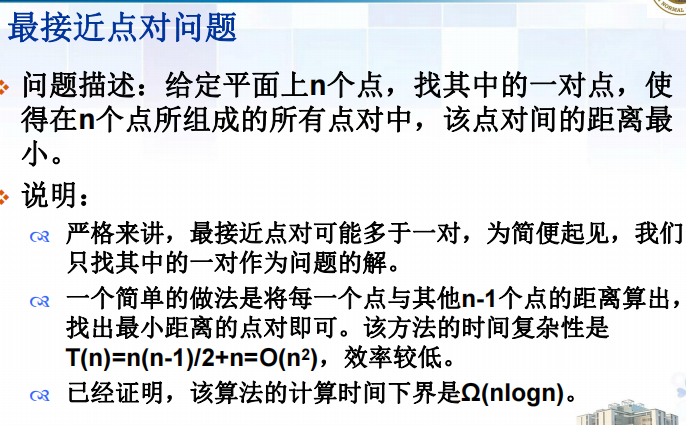 最接近点对问题
问题描述：给定平面上n个点，找其中的一对点，使
得在n个点所组成的所有点对中，该点对间的距离最
小。
说明：
严格来讲，最接近点对可能多于一对，为简便起见，我们
只找其中的一对作为问题的解。
一个简单的做法是将每一个点与其他n-1个点的距离算出，
找出最小距离的点对即可。该方法的时间复杂性是
T(n)=n(n-1)/2+n=O(n²)，效率较低。
已经证明，该算法的计算时间下界是Ω(nlogn)。